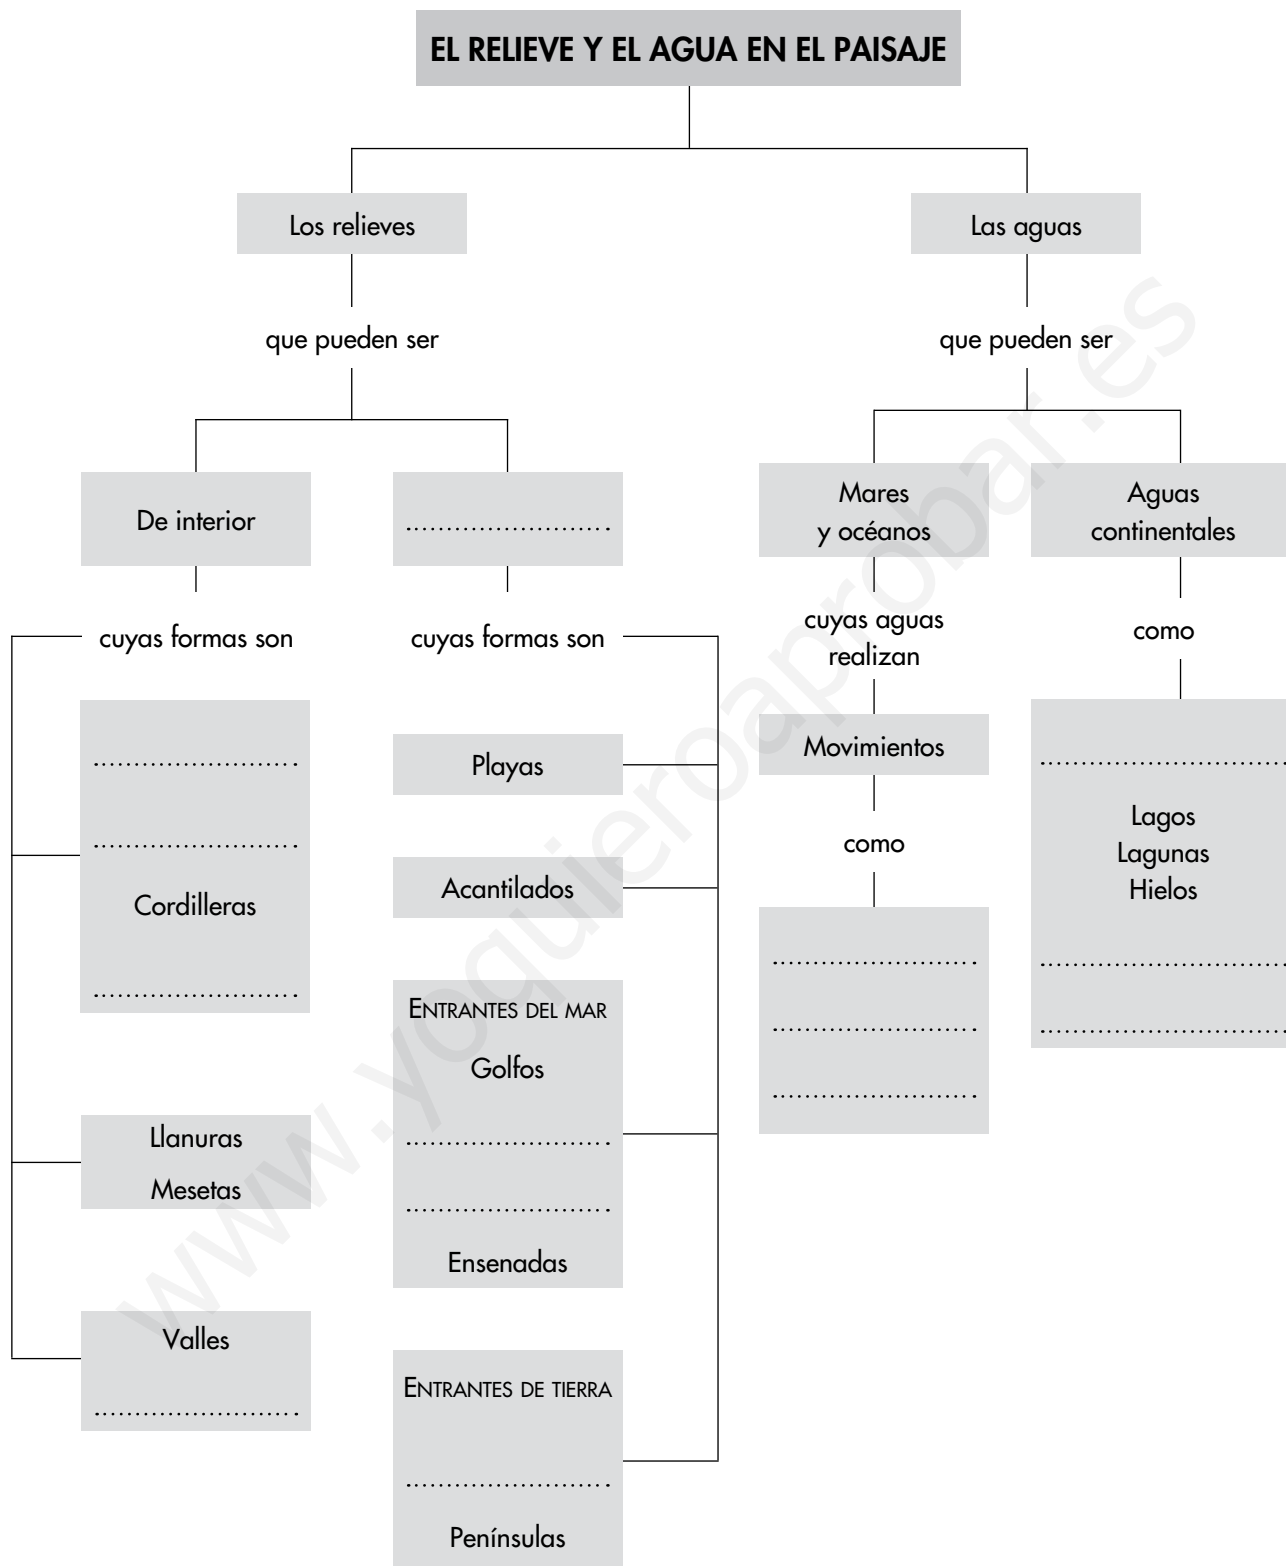 EL RELIEVE Y EL AGUA EN EL PAISAJE
Los relieves
que pueden ser
De interior
........................
cuyas formas son
........................
........................
Cordilleras
........................
Llanuras
Mesetas
Valles
........................
cuyas formas son
Playas
Acantilados
ENTRANTES DEL MAR
Golfos
........................
........................
Ensenadas
ENTRANTES DE TIERRA
........................
Penínsulas
Las aguas
que pueden ser
Mares
y océanos
cuyas aguas
realizan
Movimientos
como
........................
........................
........................
Aguas
continentales
como
........................
Lagos
Lagunas
Hielos
........................
........................
www.yoquieroaprobar.es